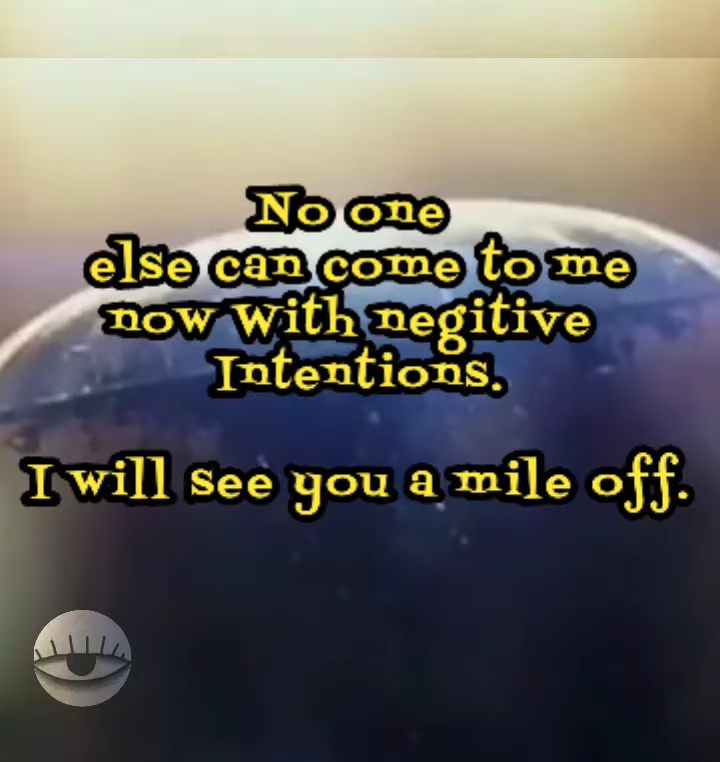 No one
else can come to me
now with negitive
Intentions.
I will see you a mile off.